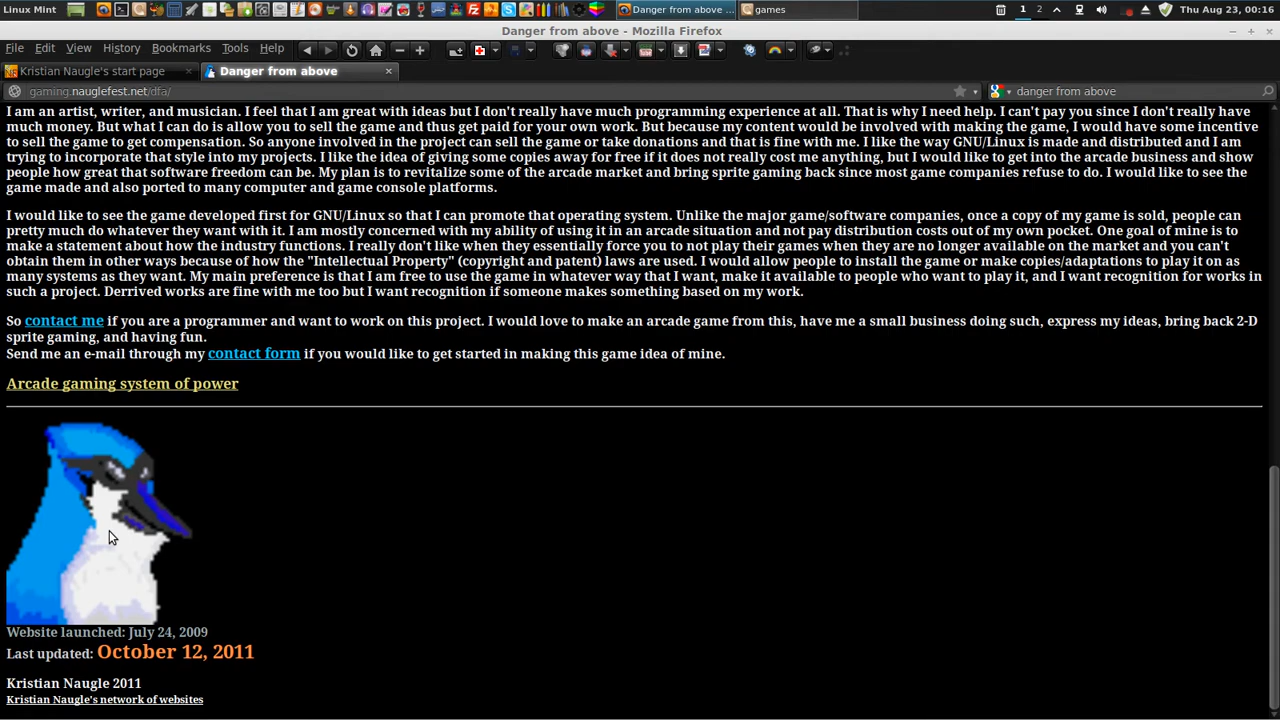 Linux Mint
Danger from above ...
games
Thu Aug 23, 00:16
Danger from above - Mozilla Firefox
File Edit View History Bookmarks Tools Help
Kristian Naugle's start page
Danger from above
gaming.nauglefest.net/dfa/
danger from above
I am an artist, writer, and musician. I feel that I am great with ideas but I don't really have much programming experience at all. That is why I need help. I can't pay you since I don't really have
much money. But what I can do is allow you to sell the game and thus get paid for your own work. But because my content would be involved with making the game, I would have some incentive
to sell the game to get compensation. So anyone involved in the project can sell the game or take donations and that is fine with me. I like the way GNU/Linux is made and distributed and I am
trying to incorporate that style into my projects. I like the idea of giving some copies away for free if it does not really cost me anything, but I would like to get into the arcade business and show
people how great that software freedom can be. My plan is to revitalize some of the arcade market and bring sprite gaming back since most game companies refuse to do. I would like to see the
game made and also ported to many computer and game console platforms.
I would like to see the game developed first for GNU/Linux so that I can promote that operating system. Unlike the major game/software companies, once a copy of my game is sold, people can
pretty much do whatever they want with it. I am mostly concerned with my ability of using it in an arcade situation and not pay distribution costs out of my own pocket. One goal of mine is to
make a statement about how the industry functions. I really don't like when they essentially force you to not play their games when they are no longer available on the market and you can't
obtain them in other ways because of how the "Intellectual Property" (copyright and patent) laws are used. I would allow people to install the game or make copies/adaptations to play it on as
many systems as they want. My main preference is that I am free to use the game in whatever way that I want, make it available to people who want to play it, and I want recognition for works in
such a project. Derrived works are fine with me too but I want recognition if someone makes something based on my work.
So contact me if you are a programmer and want to work on this project. I would love to make an arcade game from this, have me a small business doing such, express my ideas, bring back 2-D
sprite gaming, and having fun.
Send me an e-mail through my contact form if you would like to get started in making this game idea of mine.
Arcade gaming system of power
Website launched: July 24, 2009
Last updated: October 12, 2011
Kristian Naugle 2011
Kristian Naugle's network of websites